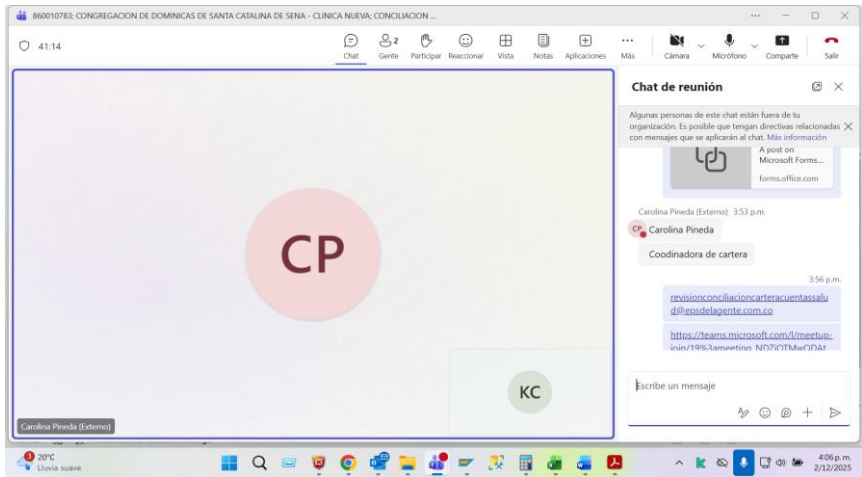 860010783; CONGREGACION DE DOMINICAS DE SANTA CATALINA DE SENA - CLINICA NUEVA; CONCILIACION ...
41:14
Chat
2
Gente
Participar
Reaccionar
Vista
Notas
Aplicaciones
Más
Cámara
Micrófono
Comparte
Salir
CP
KC
Carolina Pineda (Externo)
Chat de reunión
Algunas personas de este chat están fuera de tu
organización. Es posible que tengan directivas relacionadas
con mensajes que se aplicarán al chat. Más información
A post on
Microsoft Forms...
forms.office.com
Carolina Pineda (Externo) 3:53 p.m.
CP
Carolina Pineda
Coodinadora de cartera
3:56 p.m.
revisionconciliacioncarteracuentassalu
d@epsdelagente.com.co
https://teams.microsoft.com/l/meetup-
join/19%3ameeting_NDZiOTMwODAt
Escribe un mensaje
3
20°C
Lluvia suave
4:06 p.m.
2/12/2025